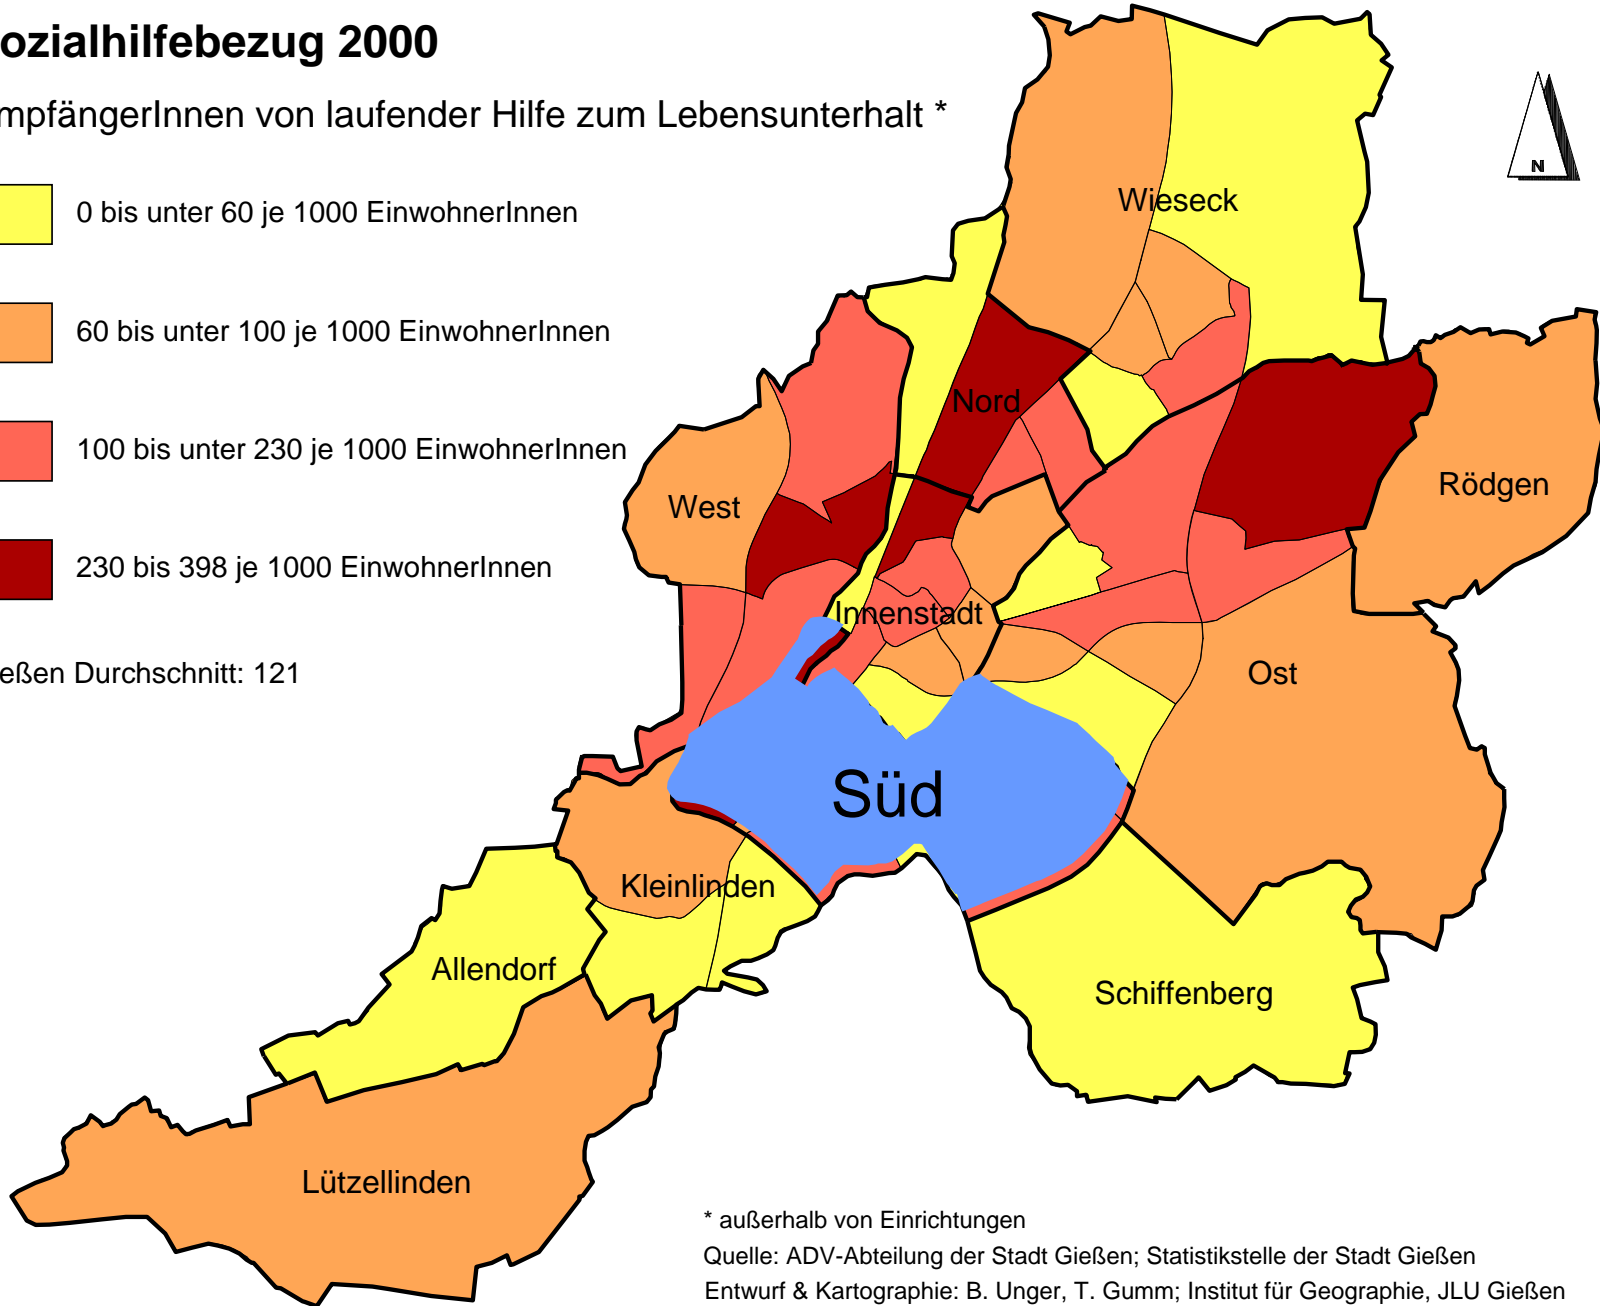 ozialhilfebezug 2000
mpfängerInnen von laufender Hilfe zum Lebensunterhalt *
0 bis unter 60 je 1000 EinwohnerInnen
60 bis unter 100 je 1000 EinwohnerInnen
100 bis unter 230 je 1000 EinwohnerInnen
230 bis 398 je 1000 EinwohnerInnen
eßen Durchschnitt: 121
N
Wieseck
Nord
West
Rödgen
Innenstadt
Ost
Süd
Kleinlinden
Allendorf
Schiffenberg
Lützellinden
* außerhalb von Einrichtungen
Quelle: ADV-Abteilung der Stadt Gießen; Statistikstelle der Stadt Gießen
Entwurf & Kartographie: B. Unger, T. Gumm; Institut für Geographie, JLU Gießen